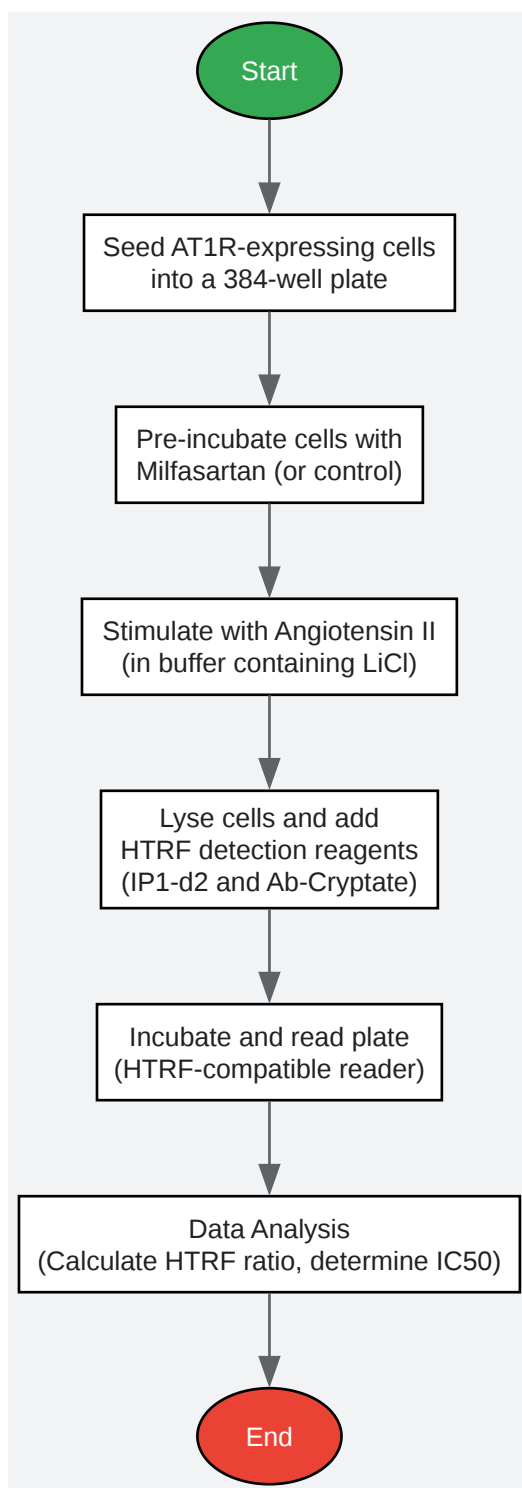 Start
Seed AT1R-expressing cells
into a 384-well plate
Pre-incubate cells with
Milfasartan (or control)
Stimulate with Angiotensin II
(in buffer containing LiCl)
Lyse cells and add
HTRF detection reagents
(IP1-d2 and Ab-Cryptate)
Incubate and read plate
(HTRF-compatible reader)
Data Analysis
(Calculate HTRF ratio, determine IC50)
End